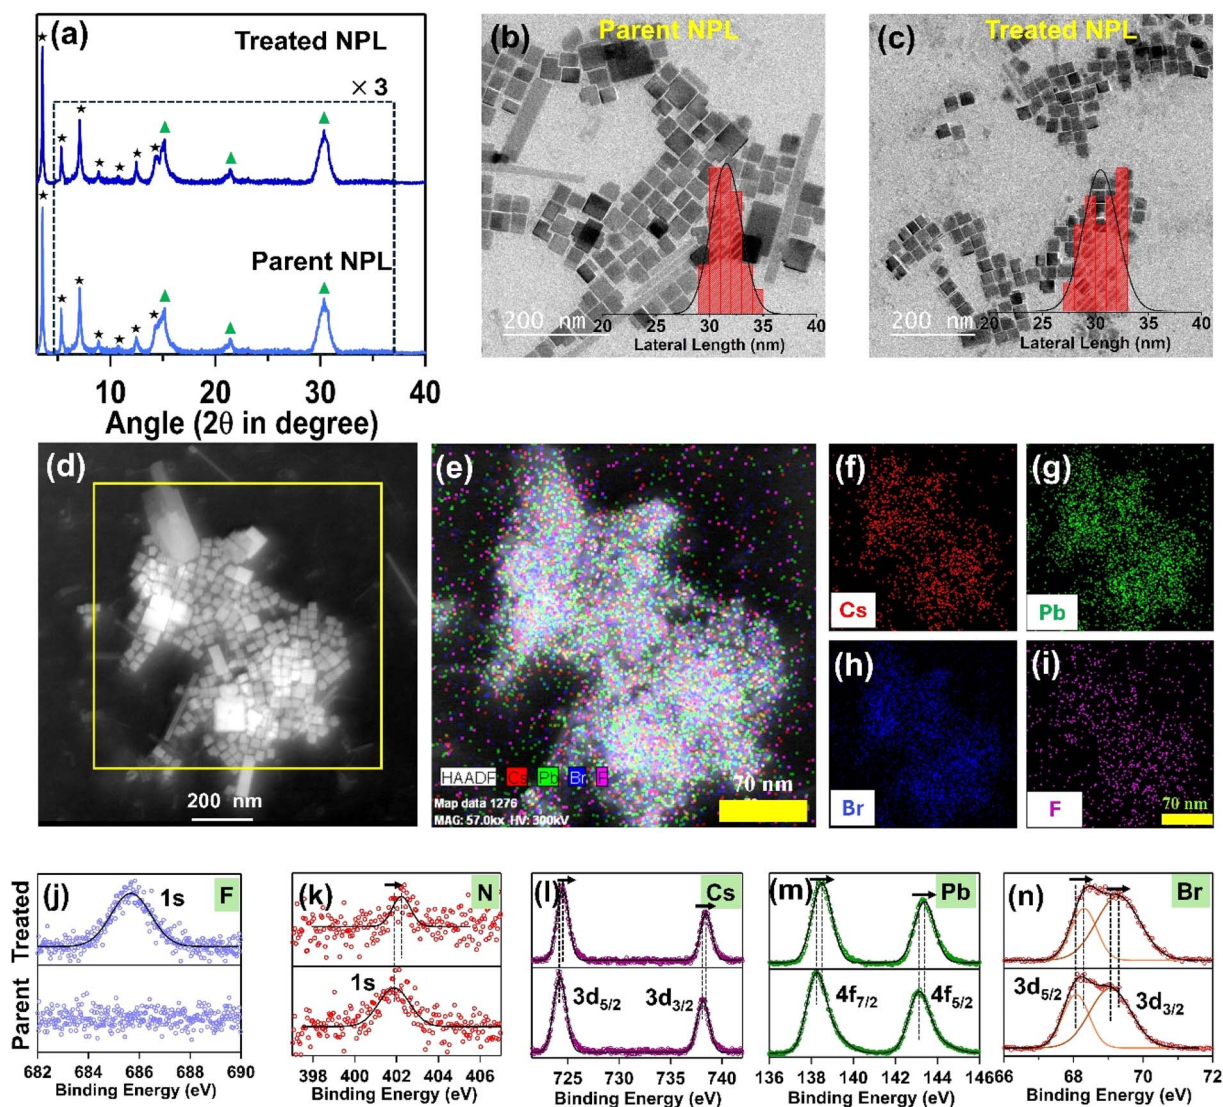 (a)
Treated NPL
× 3
Parent NPL
10 20 30 40
Angle (2θ in degree)
(b)
Parent NPL
200 nm
20 25 30 35 40
Lateral Length (nm)
(c)
Treated NPL
200 nm
20 25 30 35 40
Lateral Lengh (nm)
(d)
200 nm
(e)
HAADF Cs Pb Br F
Map data 1276
MAG: 57.0kx HV: 300kV
70 nm
(f)
Cs
(g)
Pb
(h)
Br
(i)
F
70 nm
Treated
Parent
(j)
1s
F
682 684 686 688 690
Binding Energy (eV)
(k)
N
1s
398 400 402 404 406
Binding Energy (eV)
(l)
Cs
3d5/2
3d3/2
725 730 735 740
Binding Energy (eV)
(m)
Pb
4f7/2
4f5/2
136 138 140 142 144 146
Binding Energy (eV)
(n)
Br
3d5/2
3d3/2
66 68 70 72
Binding Energy (eV)